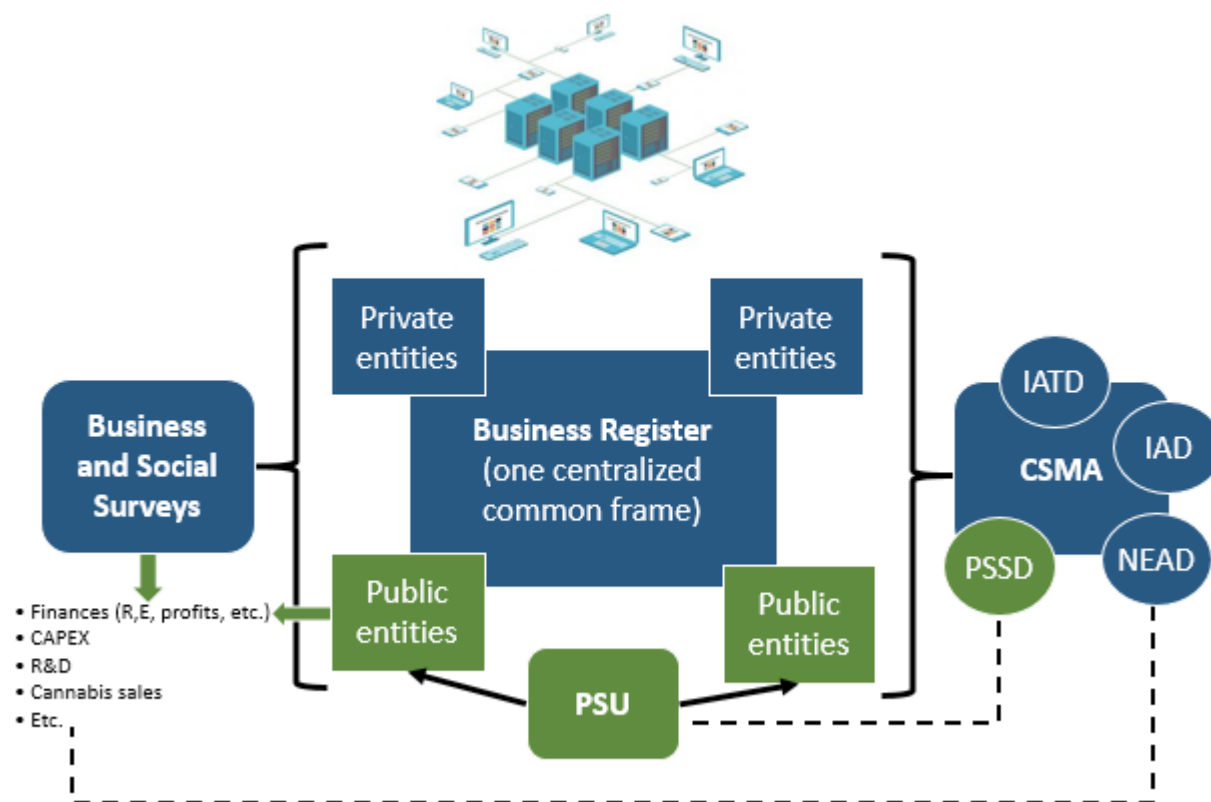 Private
entities
Private
entities
Business
and Social
Surveys
Business Register
(one centralized
common frame)
IATD
IAD
CSMA
PSSD
NEAD
Public
entities
Public
entities
PSU
• Finances (R,E, profits, etc.)
• CAPEX
• R&D
• Cannabis sales
• Etc.